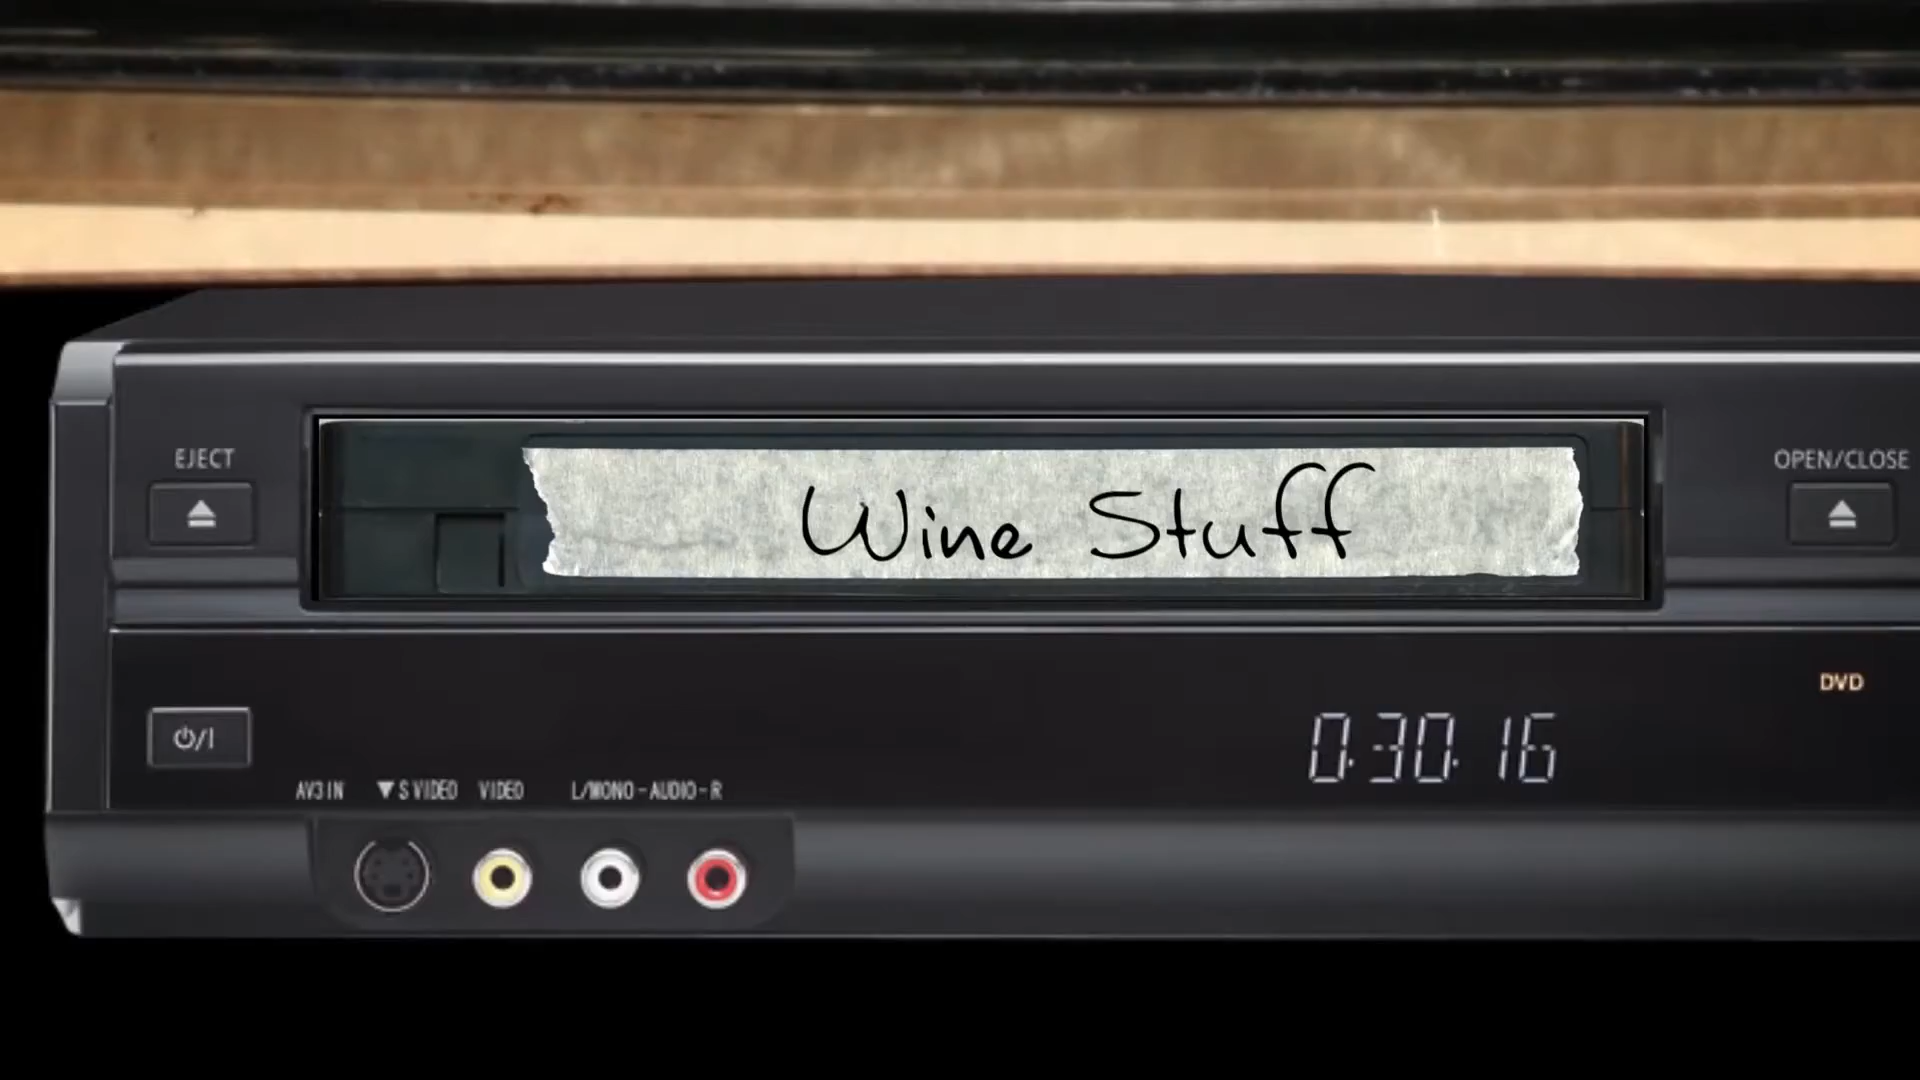 EJECT
OPEN/CLOSE
Wine Stuff
DVD
0:30:16
⏻/I
AV3 IN ▼ S VIDEO VIDEO L/MONO - AUDIO - R